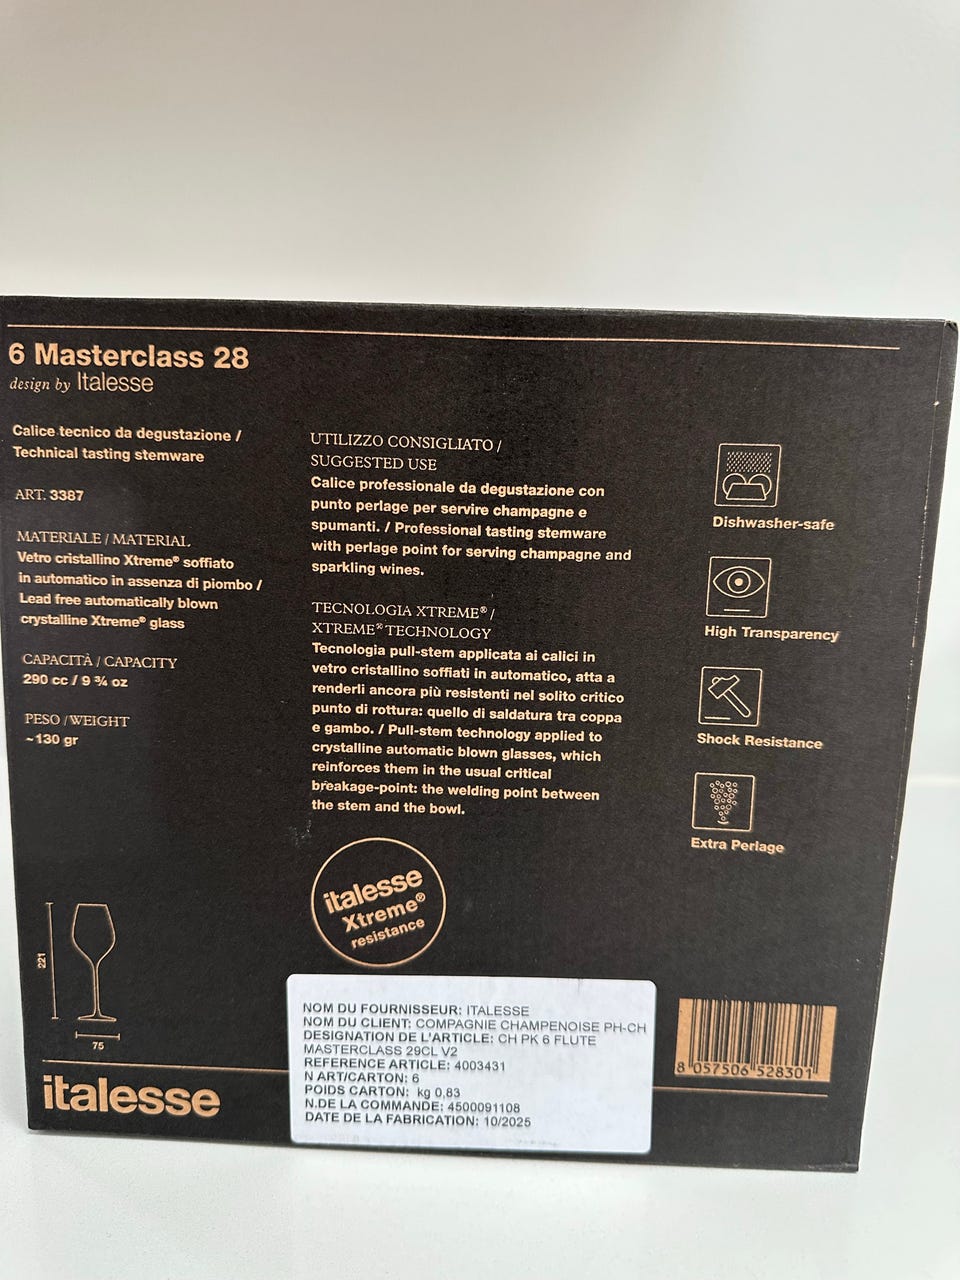 6 Masterclass 28
design by Italesse
Calice tecnico da degustazione /
Technical tasting stemware
ART. 3387
MATERIALE / MATERIAL
Vetro cristallino Xtreme® soffiato
in automatico in assenza di piombo /
Lead free automatically blown
crystalline Xtreme® glass
CAPACITÀ / CAPACITY
290 cc / 9 ¾ oz
PESO / WEIGHT
~130 gr
221
75
italesse
UTILIZZO CONSIGLIATO /
SUGGESTED USE
Calice professionale da degustazione con
punto perlage per servire champagne e
spumanti. / Professional tasting stemware
with perlage point for serving champagne and
sparkling wines.
TECNOLOGIA XTREME® /
XTREME® TECHNOLOGY
Tecnologia pull-stem applicata ai calici in
vetro cristallino soffiati in automatico, atta a
renderli ancora più resistenti nel solito critico
punto di rottura: quello di saldatura tra coppa
e gambo. / Pull-stem technology applied to
crystalline automatic blown glasses, which
reinforces them in the usual critical
breakage-point: the welding point between
the stem and the bowl.
italesse
Xtreme®
resistance
NOM DU FOURNISSEUR: ITALESSE
NOM DU CLIENT: COMPAGNIE CHAMPENOISE PH-CH
DESIGNATION DE L'ARTICLE: CH PK 6 FLUTE
MASTERCLASS 29CL V2
REFERENCE ARTICLE: 4003431
N ART/CARTON: 6
POIDS CARTON: kg 0,83
N.DE LA COMMANDE: 4500091108
DATE DE LA FABRICATION: 10/2025
Dishwasher-safe
High Transparency
Shock Resistance
Extra Perlage
8 057506 528301